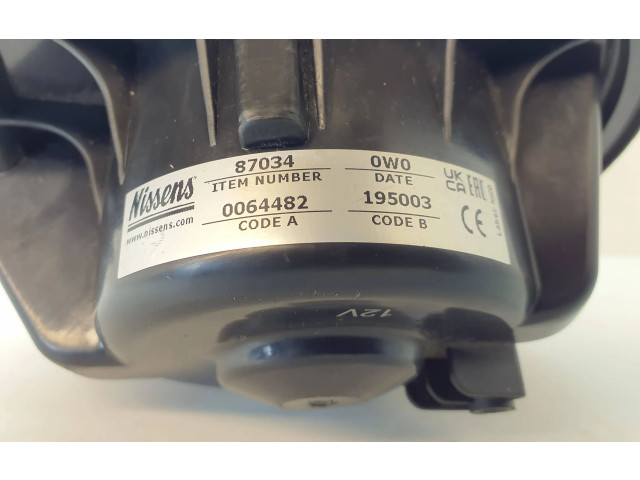 Nissens
www.nissens.com
87034
ITEM NUMBER
0W0
DATE
0064482
CODE A
195003
CODE B
UK
CA
EAC
CE
12V